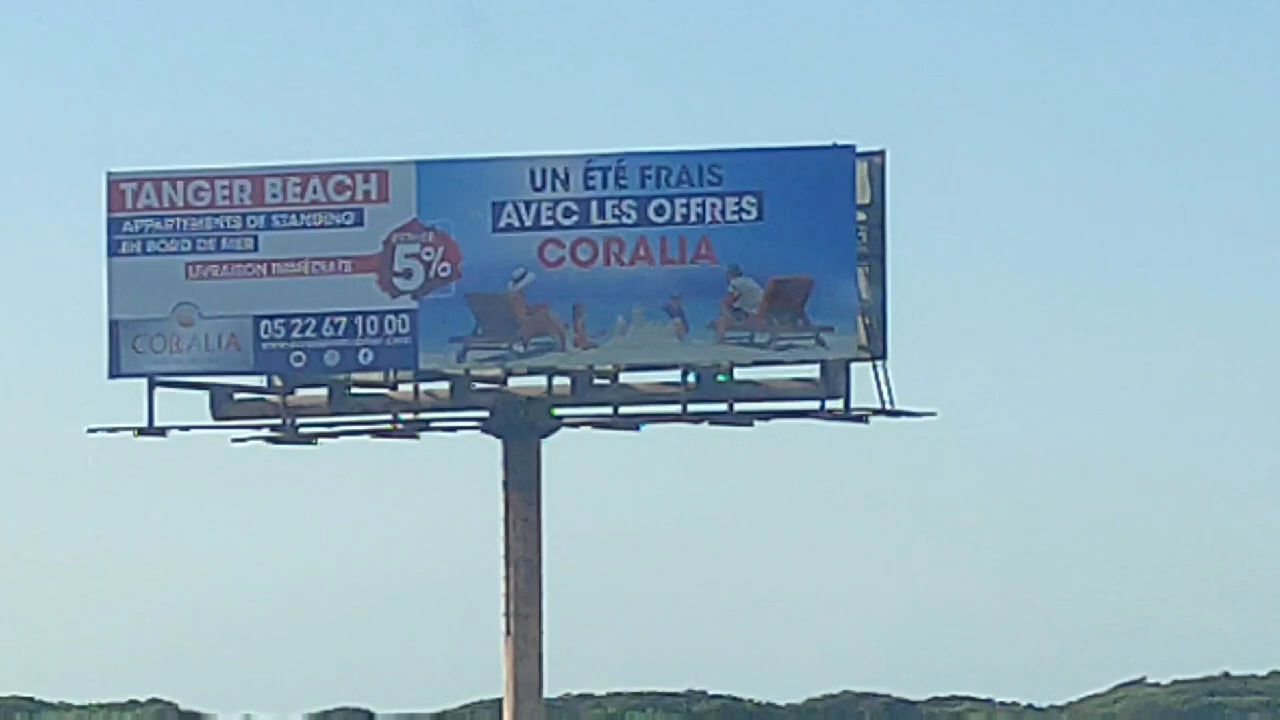 TANGER BEACH
APPARTEMENTS DE STANDING
EN BORD DE MER
LIVRAISON IMMÉDIATE
5%
CORALIA
05 22 67 10 00
UN ÉTÉ FRAIS
AVEC LES OFFRES
CORALIA